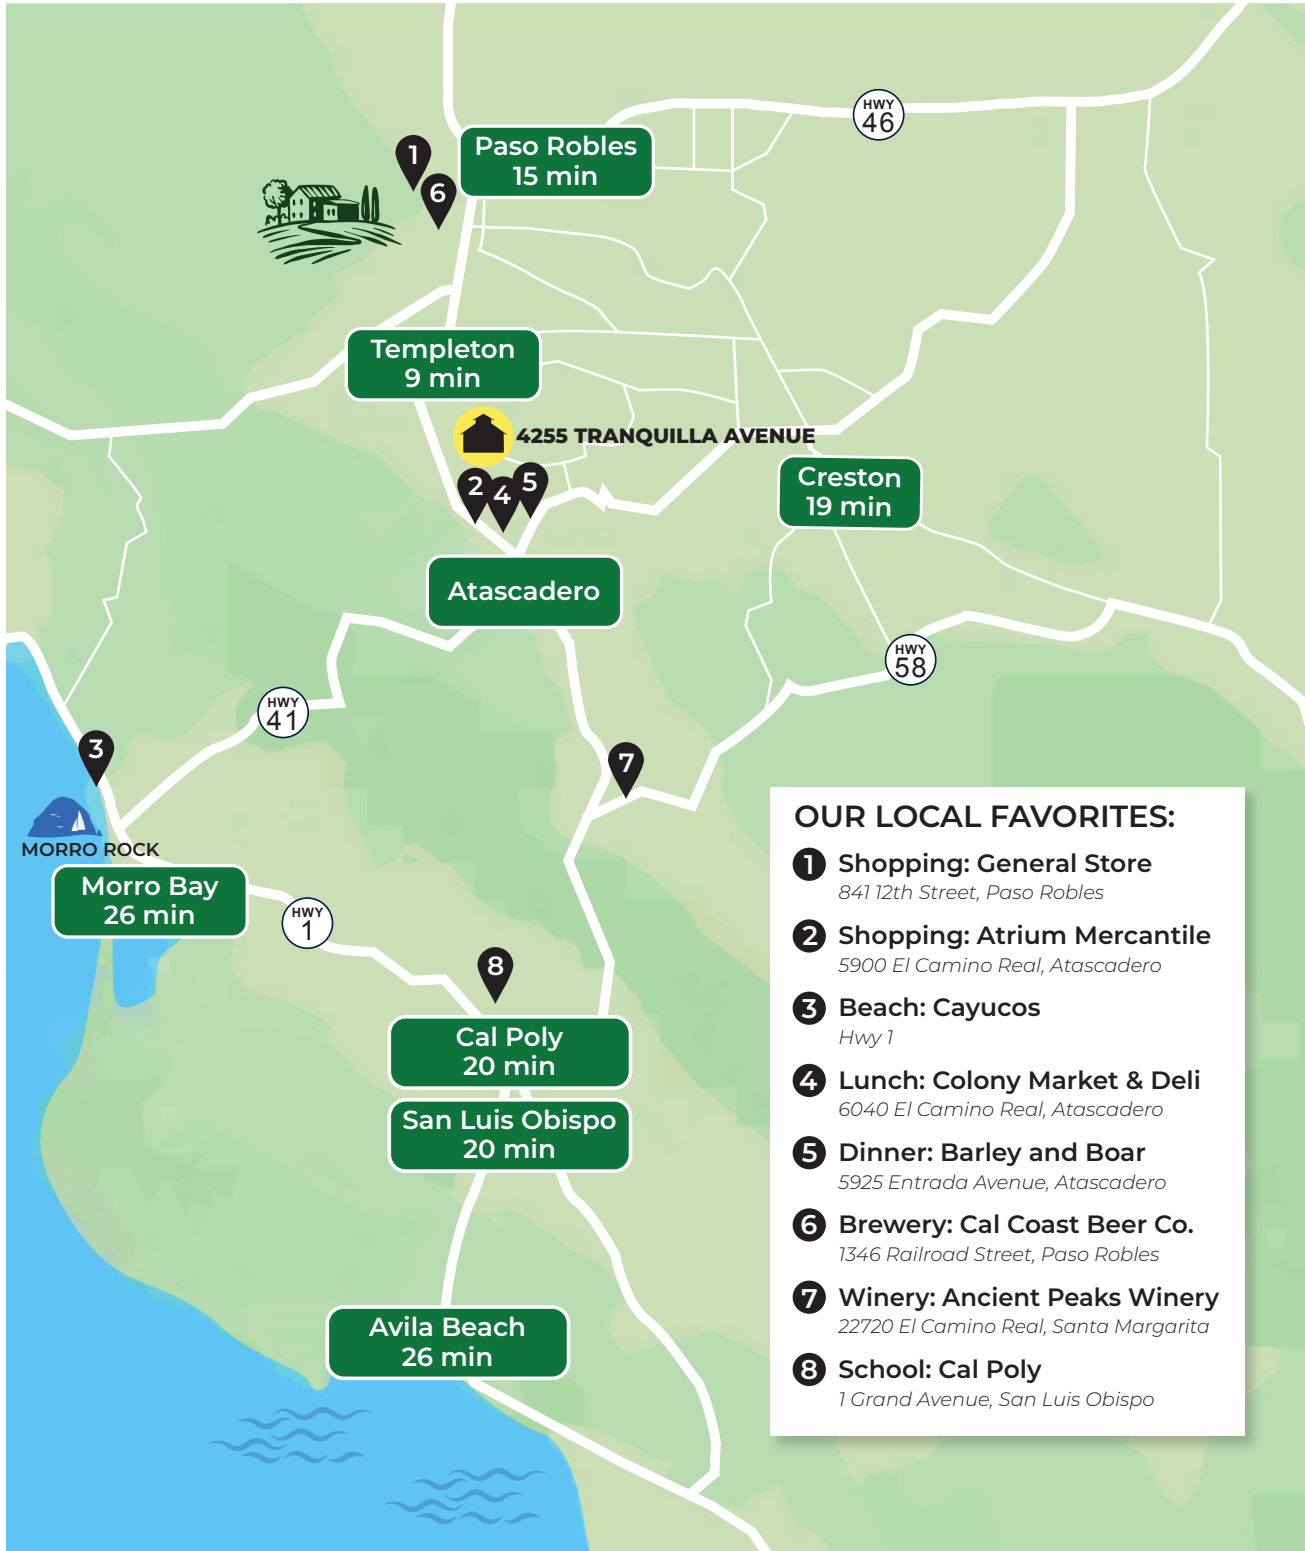 HWY
46
Paso Robles
15 min
1
6
Templeton
9 min
4255 TRANQUILLA AVENUE
2
4
5
Creston
19 min
Atascadero
HWY
58
HWY
41
3
7
MORRO ROCK
Morro Bay
26 min
HWY
1
8
Cal Poly
20 min
San Luis Obispo
20 min
Avila Beach
26 min
OUR LOCAL FAVORITES:
1 Shopping: General Store
841 12th Street, Paso Robles
2 Shopping: Atrium Mercantile
5900 El Camino Real, Atascadero
3 Beach: Cayucos
Hwy 1
4 Lunch: Colony Market & Deli
6040 El Camino Real, Atascadero
5 Dinner: Barley and Boar
5925 Entrada Avenue, Atascadero
6 Brewery: Cal Coast Beer Co.
1346 Railroad Street, Paso Robles
7 Winery: Ancient Peaks Winery
22720 El Camino Real, Santa Margarita
8 School: Cal Poly
1 Grand Avenue, San Luis Obispo